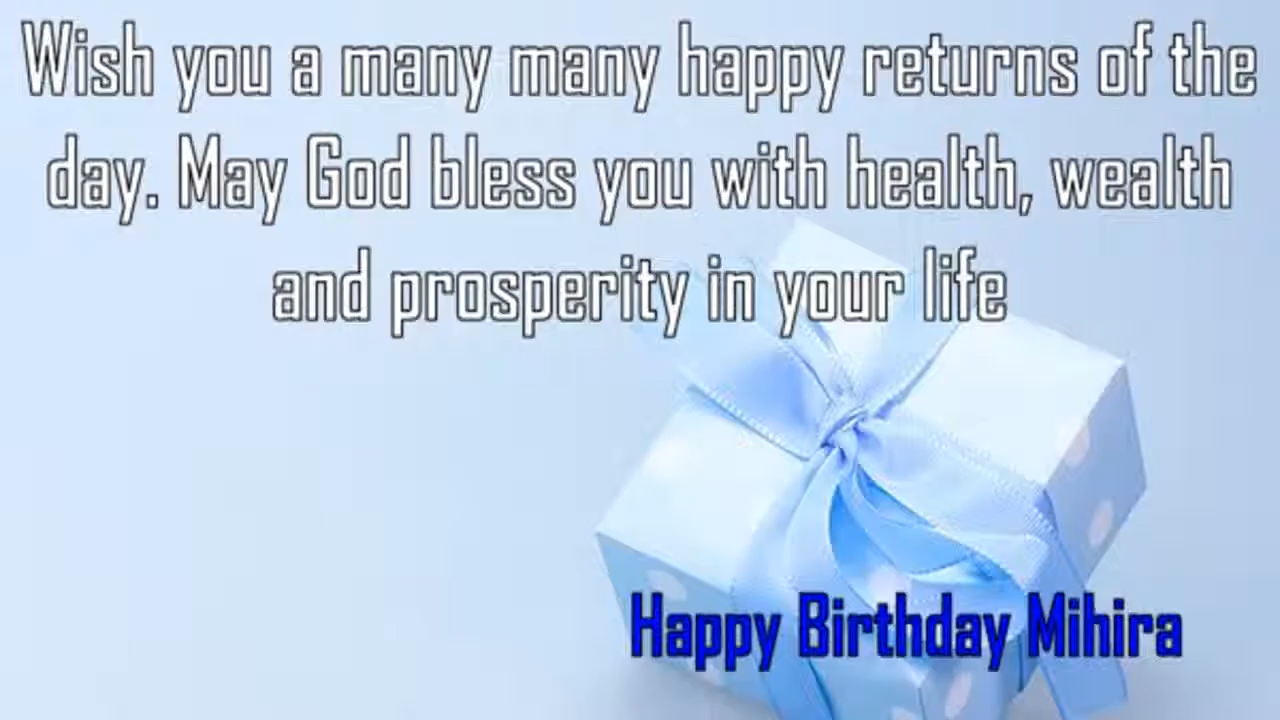 Wish you a many many happy returns of the
day. May God bless you with health, wealth
and prosperity in your life
Happy Birthday Mihira